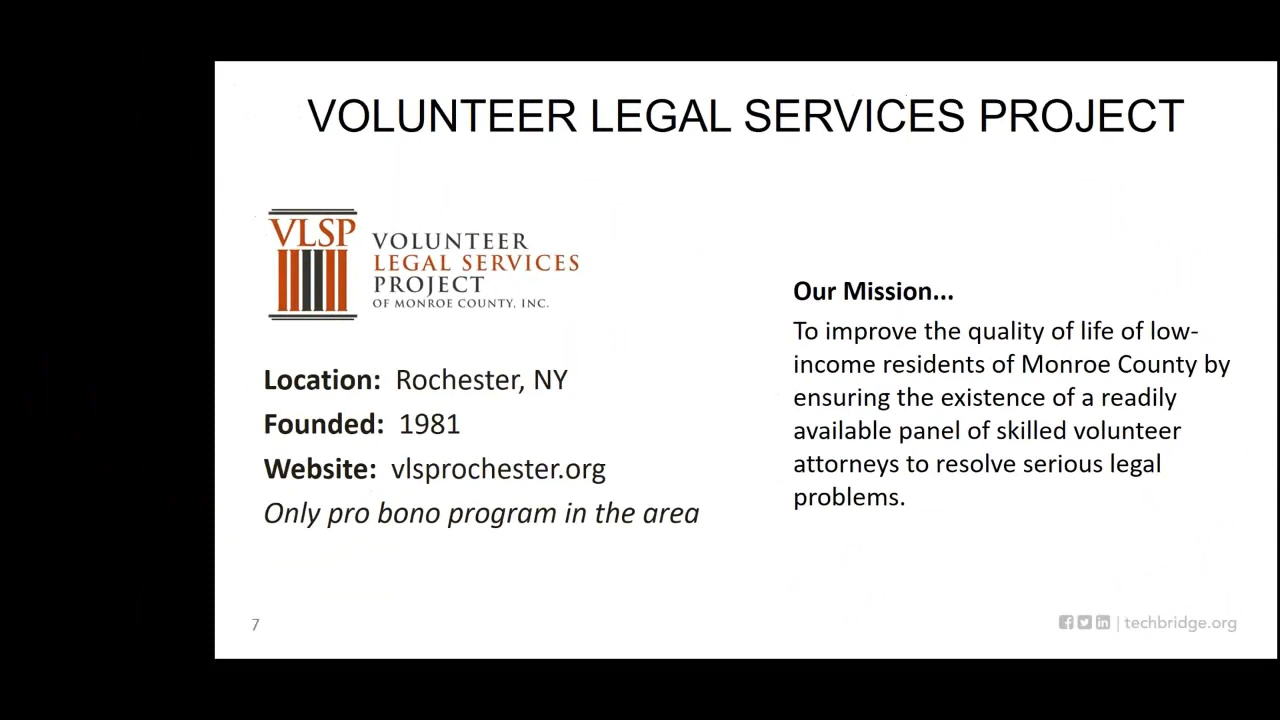 VOLUNTEER LEGAL SERVICES PROJECT
VLSP
VOLUNTEER
LEGAL SERVICES
PROJECT
OF MONROE COUNTY, INC.
Location: Rochester, NY
Founded: 1981
Website: vlsprochester.org
Only pro bono program in the area
Our Mission...
To improve the quality of life of low-
income residents of Monroe County by
ensuring the existence of a readily
available panel of skilled volunteer
attorneys to resolve serious legal
problems.
7
| techbridge.org